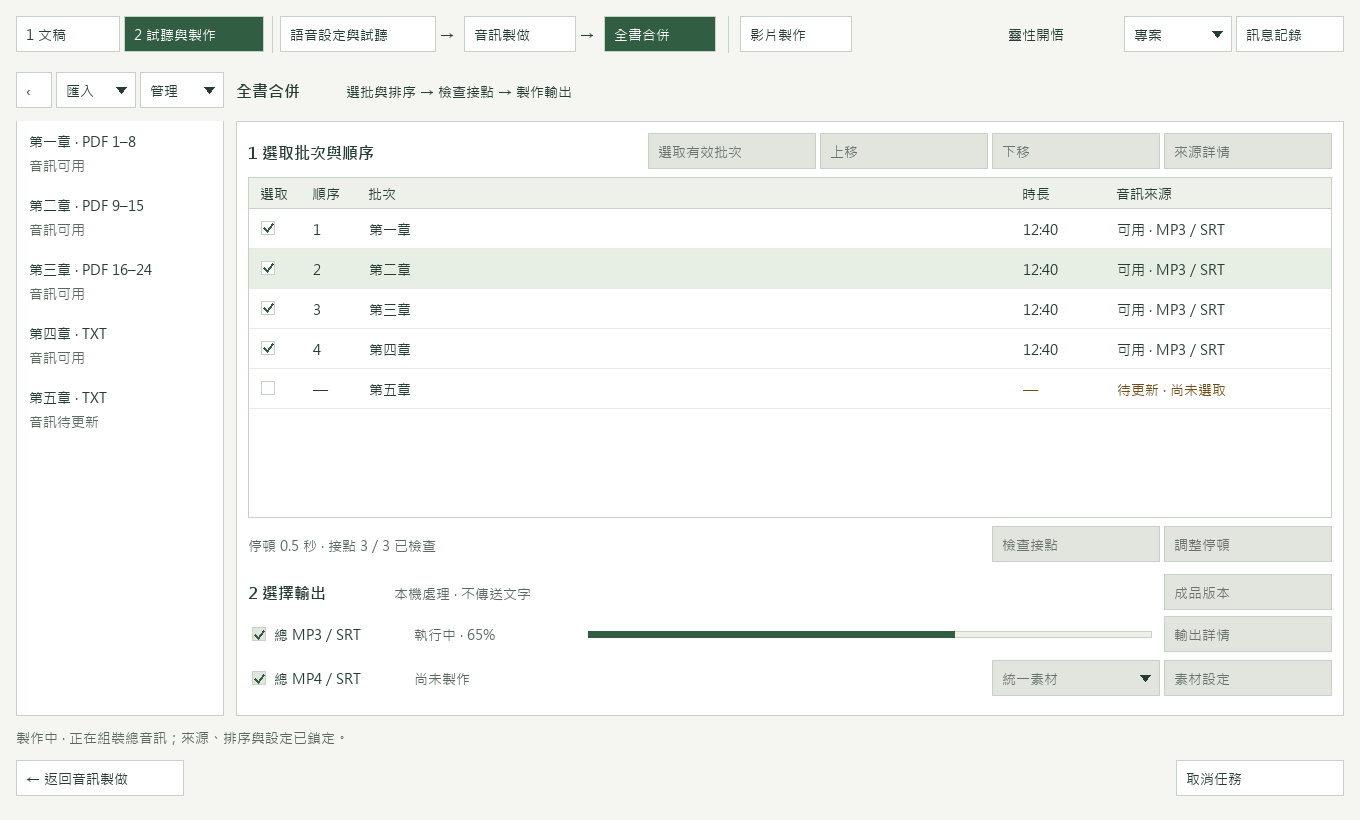 1 文稿 2 試聽與製作 語音設定與試聽 → 音訊製做 → 全書合併 影片製作 靈性開悟 專案 訊息記錄
‹ 匯入 管理 全書合併 選批與排序 → 檢查接點 → 製作輸出
第一章 · PDF 1–8
音訊可用
第二章 · PDF 9–15
音訊可用
第三章 · PDF 16–24
音訊可用
第四章 · TXT
音訊可用
第五章 · TXT
音訊待更新
1 選取批次與順序 選取有效批次 上移 下移 來源詳情
選取 順序 批次 時長 音訊來源
1 第一章 12:40 可用 · MP3 / SRT
2 第二章 12:40 可用 · MP3 / SRT
3 第三章 12:40 可用 · MP3 / SRT
4 第四章 12:40 可用 · MP3 / SRT
— 第五章 — 待更新 · 尚未選取
停頓 0.5 秒 · 接點 3 / 3 已檢查 檢查接點 調整停頓
2 選擇輸出 本機處理 · 不傳送文字 成品版本
總 MP3 / SRT 執行中 · 65% 輸出詳情
總 MP4 / SRT 尚未製作 統一素材 素材設定
製作中 · 正在組裝總音訊；來源、排序與設定已鎖定。
← 返回音訊製做 取消任務